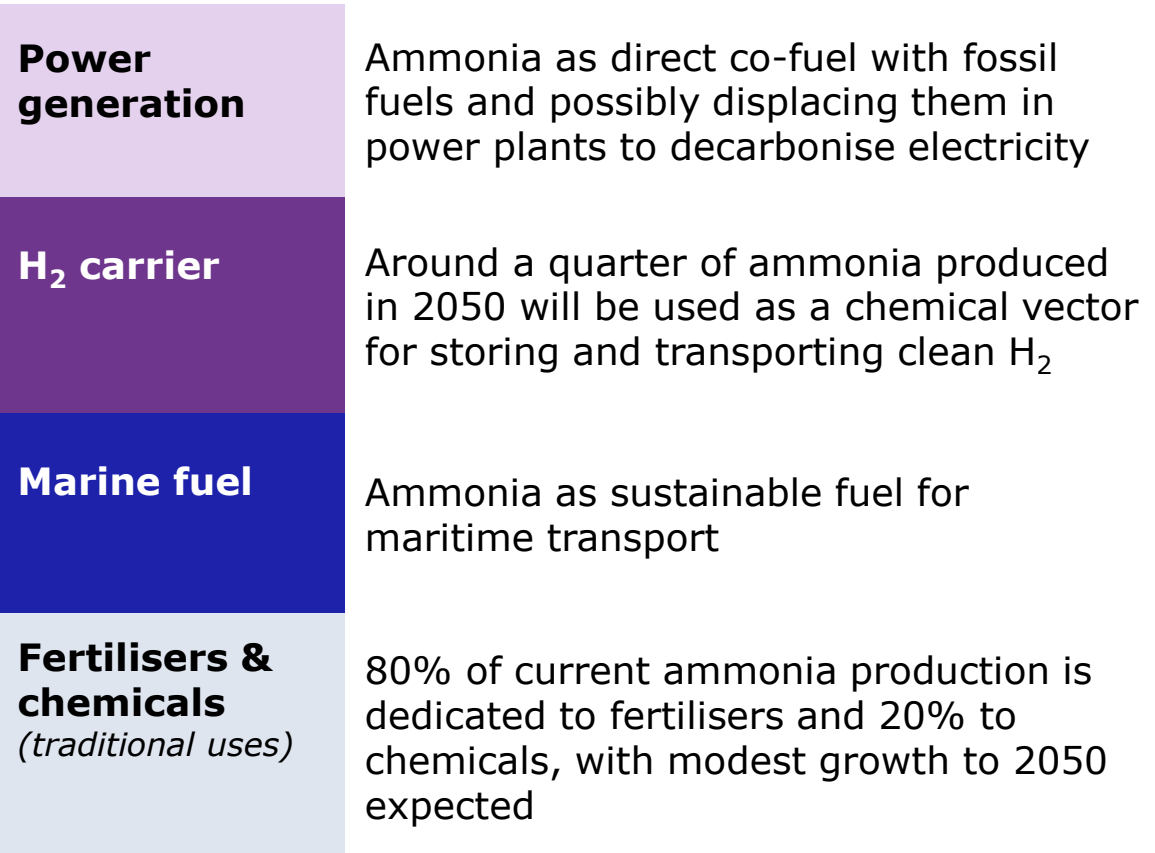 Power
generation
Ammonia as direct co-fuel with fossil
fuels and possibly displacing them in
power plants to decarbonise electricity
H₂ carrier
Around a quarter of ammonia produced
in 2050 will be used as a chemical vector
for storing and transporting clean H₂
Marine fuel
Ammonia as sustainable fuel for
maritime transport
Fertilisers &
chemicals
(traditional uses)
80% of current ammonia production is
dedicated to fertilisers and 20% to
chemicals, with modest growth to 2050
expected